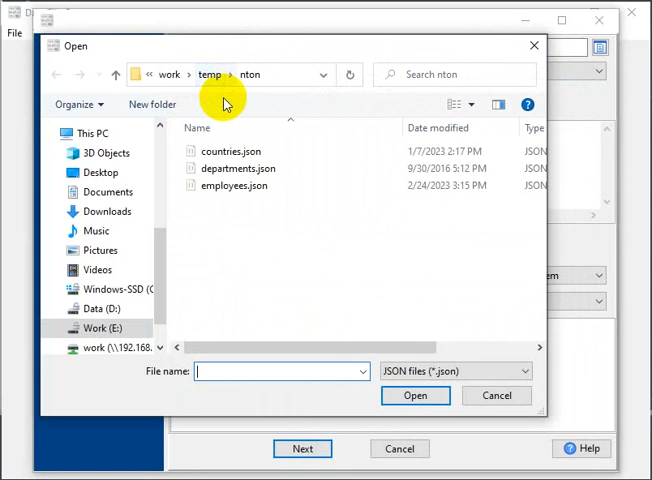 File
Open
work › temp › nton
Search nton
Organize
New folder
Name
Date modified
Type
This PC
3D Objects
Desktop
Documents
Downloads
Music
Pictures
Videos
Windows-SSD (C
Data (D:)
Work (E:)
work (\\192.168.
countries.json
1/7/2023 2:17 PM
JSON
departments.json
9/30/2016 5:12 PM
JSON
employees.json
2/24/2023 3:15 PM
JSON
em
File name:
JSON files (*.json)
Open
Cancel
Next
Cancel
Help